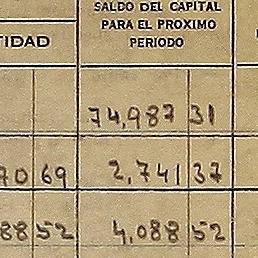 SALDO DEL CAPITAL
PARA EL PROXIMO
PERIODO
TIDAD
74,987 31
70 69 2,741 37
88 52 4,088 52